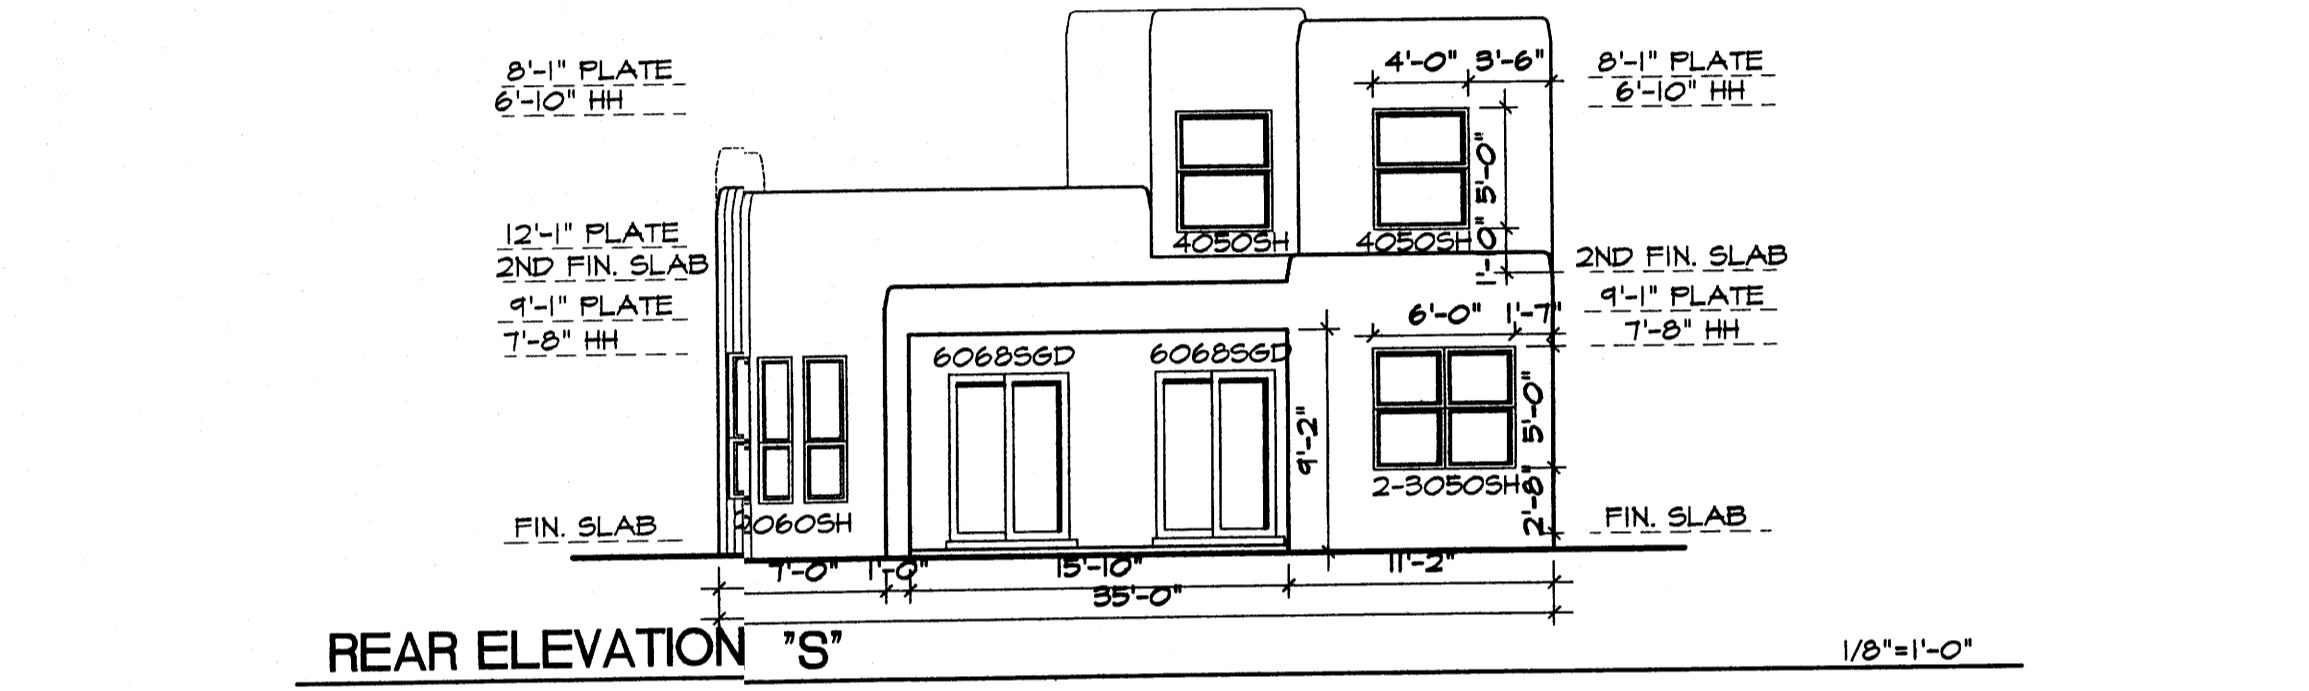 8'-1" PLATE
6'-10" HH
12'-1" PLATE
2ND FIN. SLAB
9'-1" PLATE
7'-8" HH
FIN. SLAB
4'-0" 3'-6"
5'-0"
1'-0"
4050SH
4050SH
6068SGD
6068SGD
9'-2"
6'-0" 1'-7"
5'-0"
2'-8"
2-3050SH
2060SH
8'-1" PLATE
6'-10" HH
2ND FIN. SLAB
9'-1" PLATE
7'-8" HH
FIN. SLAB
7'-0" 1'-0" 15'-10" 11'-2"
35'-0"
REAR ELEVATION "S"
1/8"=1'-0"